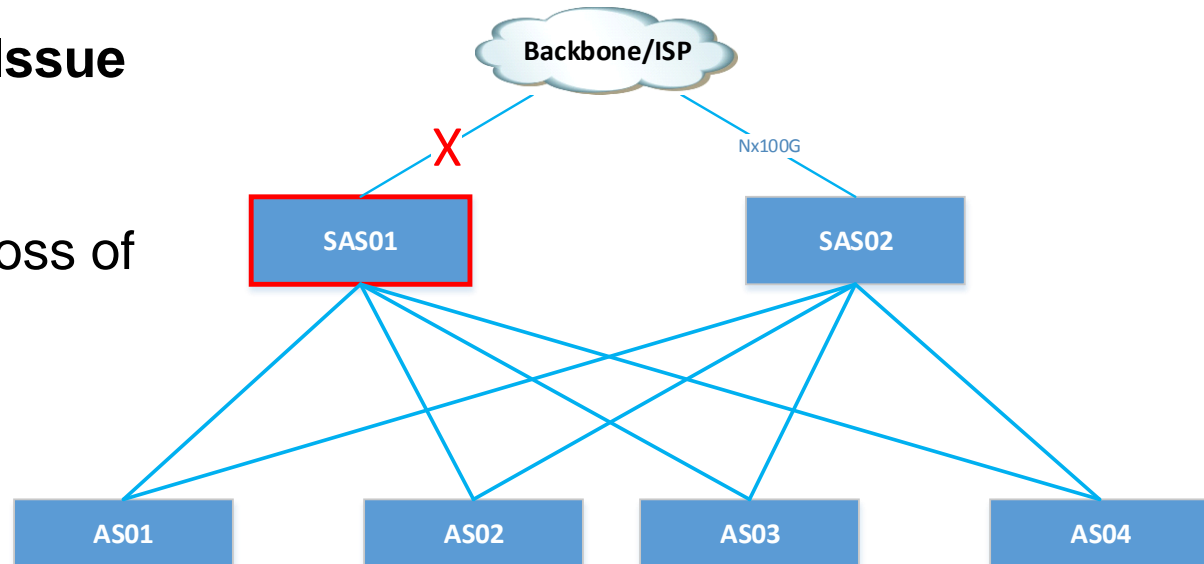 Issue
Backbone/ISP
X
Nx100G
SAS01
SAS02
oss of
AS01
AS02
AS03
AS04